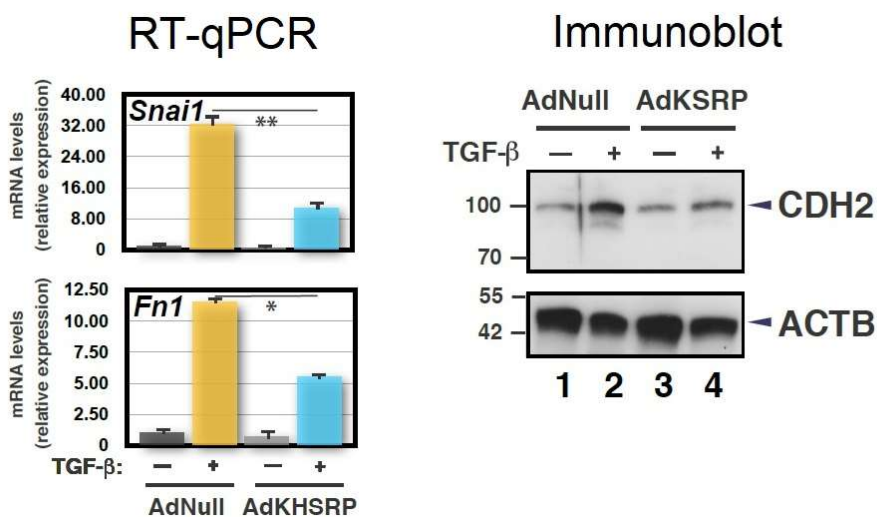 RT-qPCR
mRNA levels
(relative expression)
40.00
32.00
24.00
16.00
8.00
0
Snai1
**
mRNA levels
(relative expression)
12.50
10.00
7.50
5.00
2.50
0
Fn1
*
TGF-β: — + — +
AdNull AdKHSRP
Immunoblot
AdNull AdKSRP
TGF-β — + — +
100 CDH2
70
55
42 ACTB
1 2 3 4